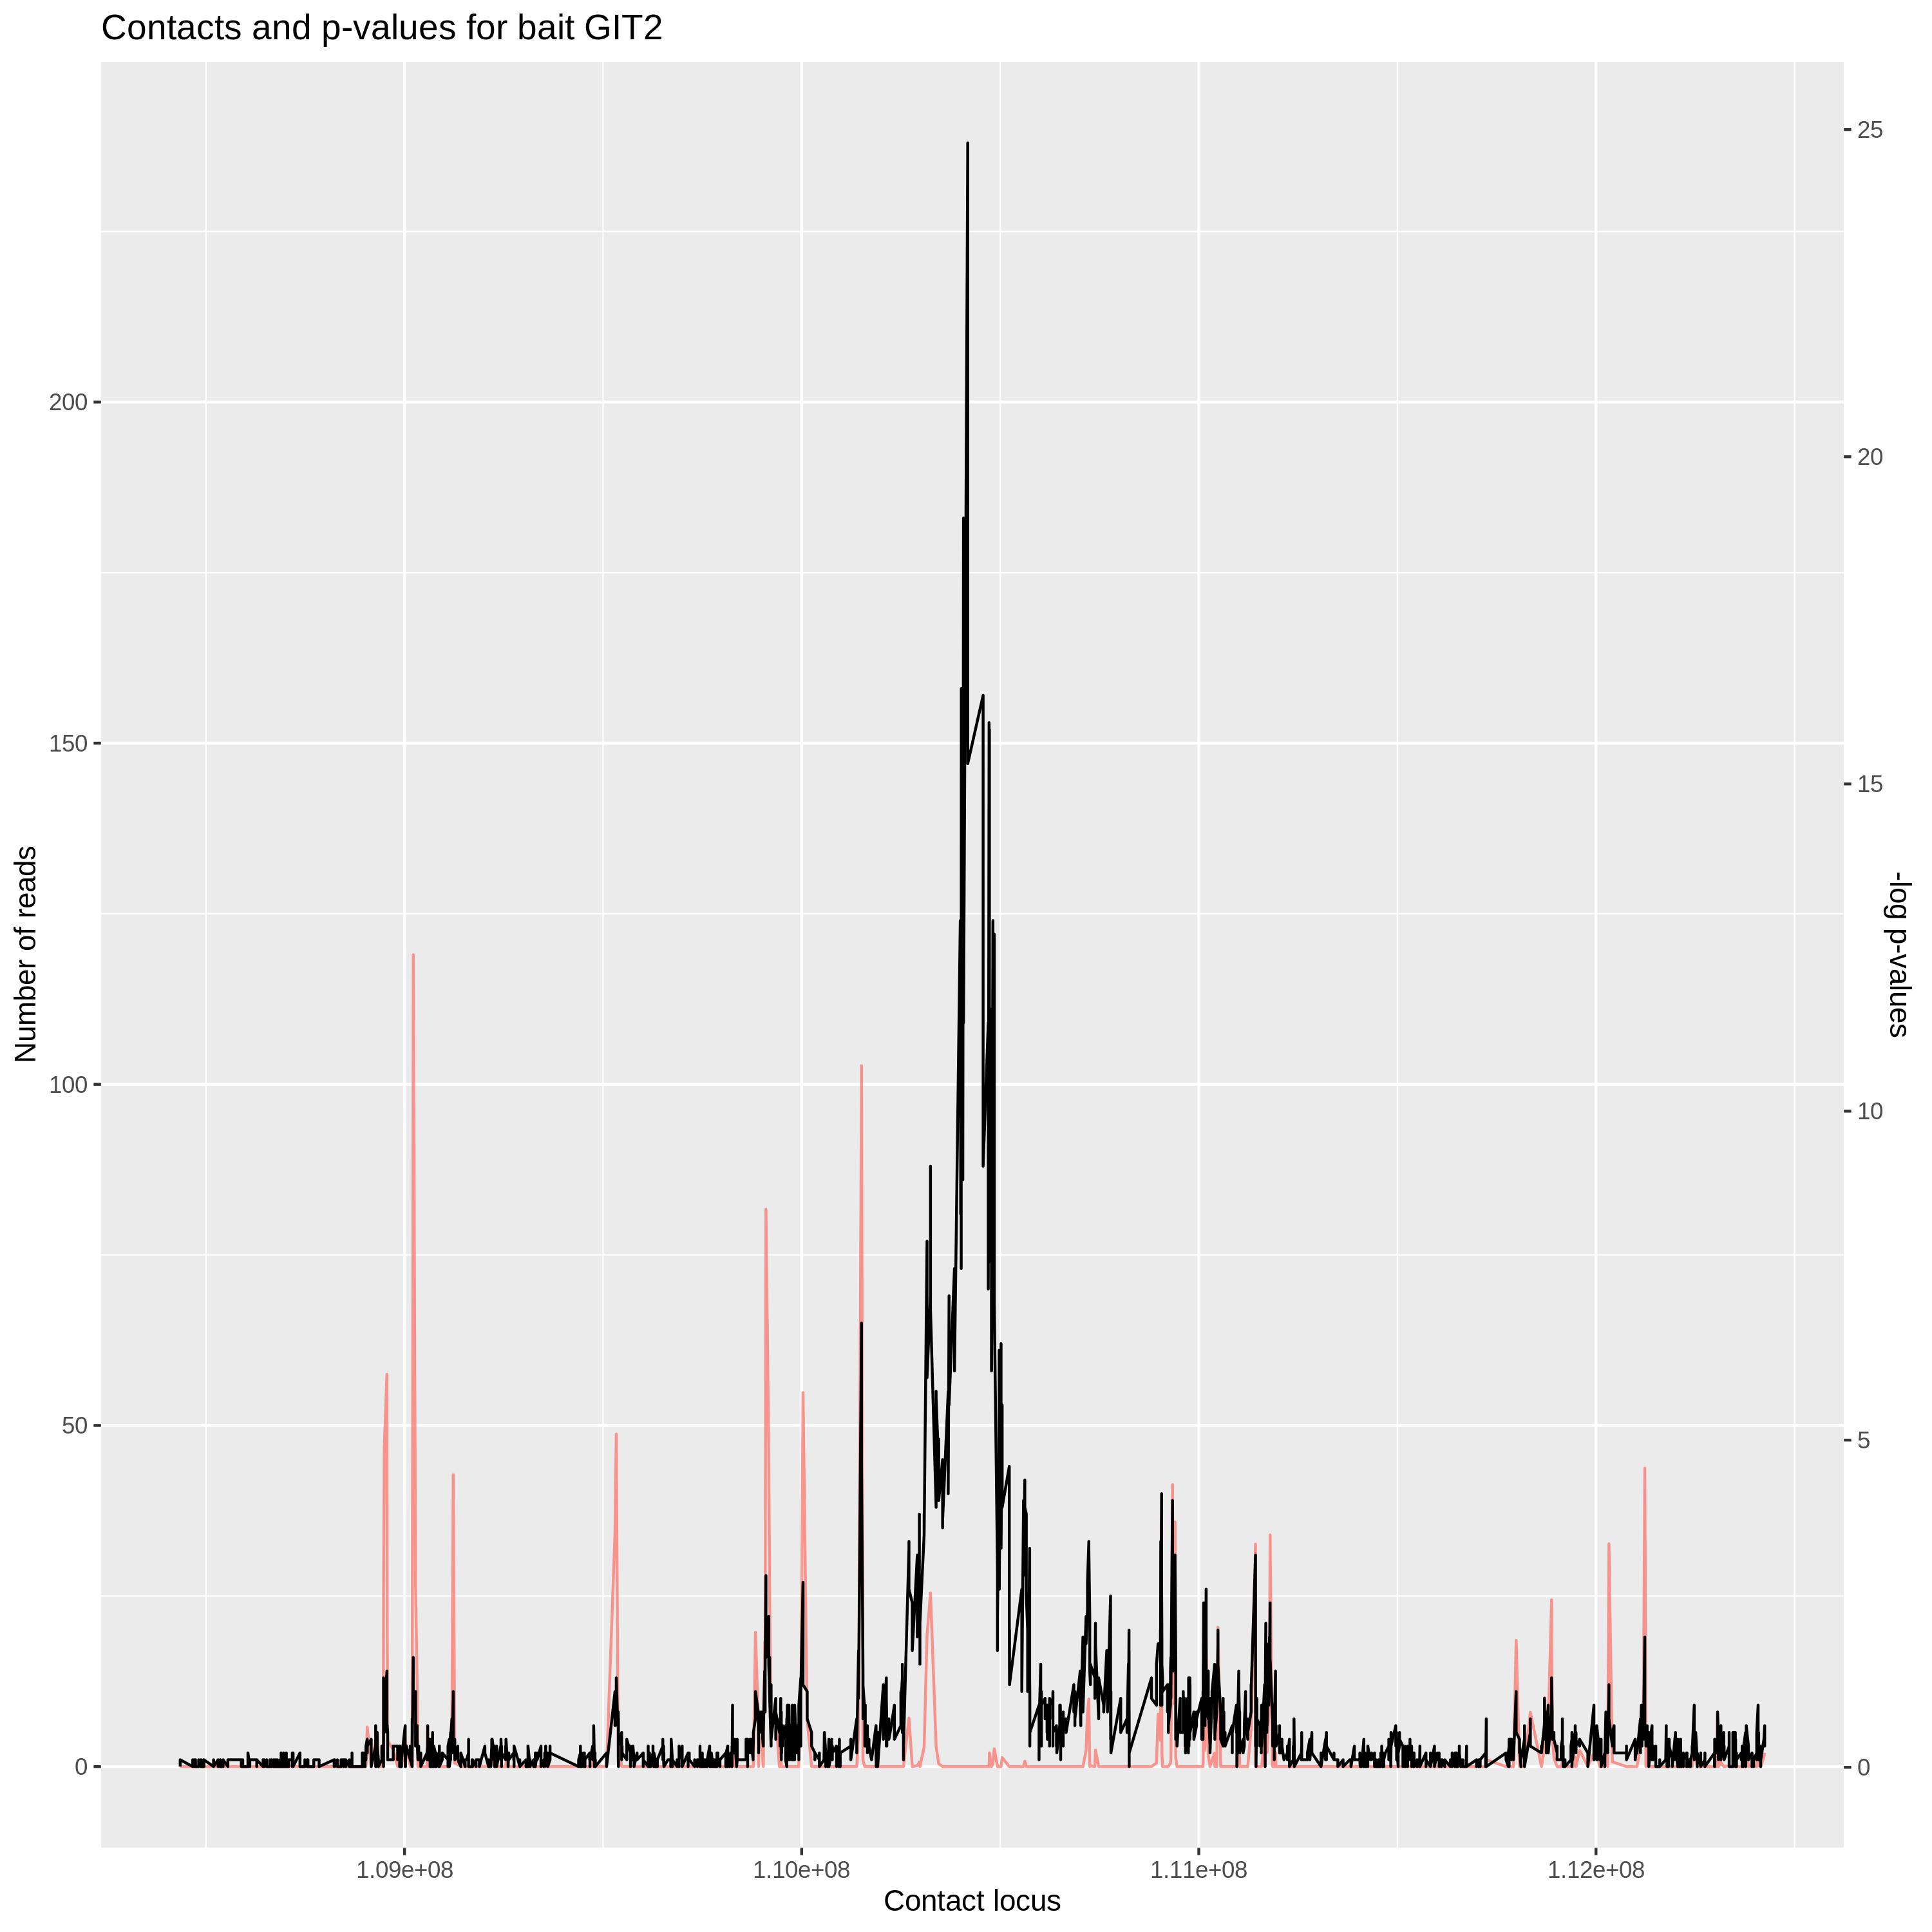 Contacts and p-values for bait GIT2
Number of reads
200
150
100
50
0
25
20
15
10
5
0
-log p-values
1.09e+08
1.10e+08
1.11e+08
1.12e+08
Contact locus